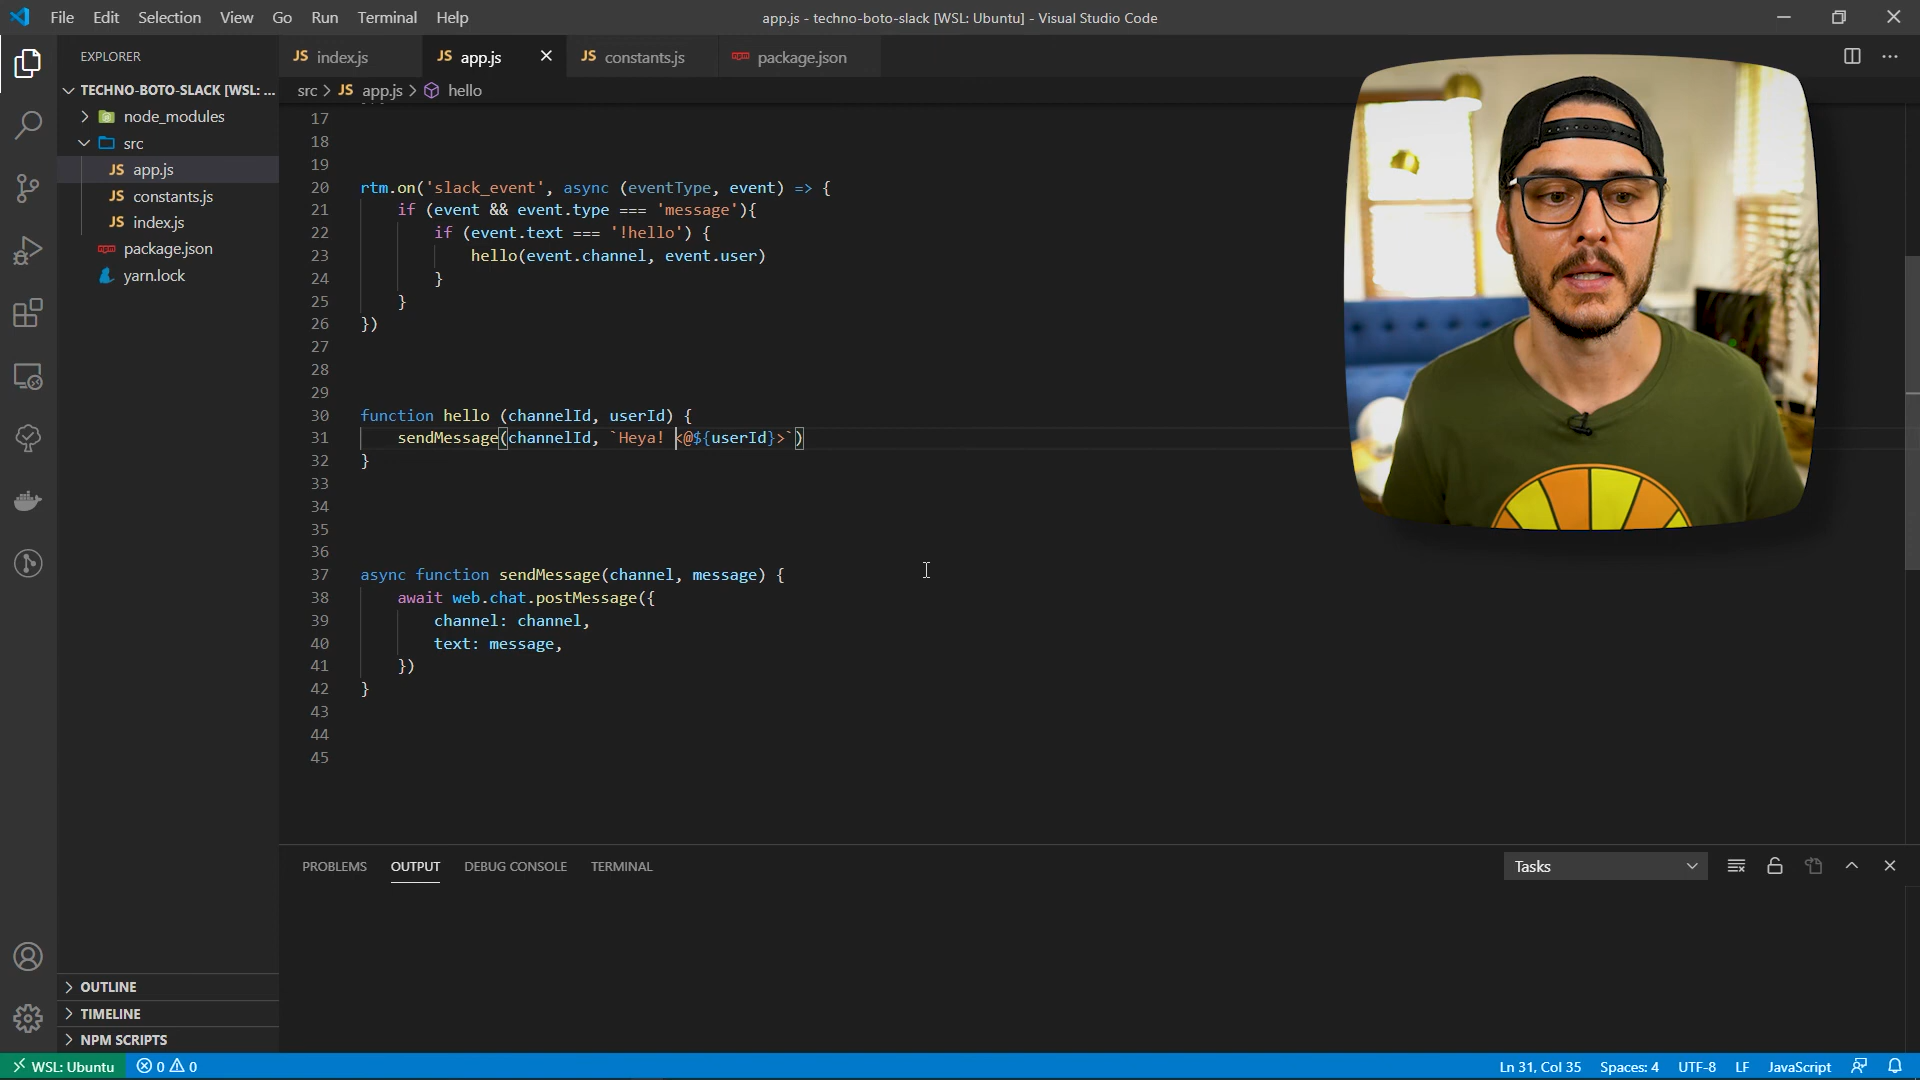 File Edit Selection View Go Run Terminal Help
app.js - techno-boto-slack [WSL: Ubuntu] - Visual Studio Code
EXPLORER
JS index.js
JS app.js
JS constants.js
package.json
TECHNO-BOTO-SLACK [WSL: ...
src > JS app.js > hello
node_modules
src
JS app.js
JS constants.js
JS index.js
package.json
yarn.lock
17
18
19
20 rtm.on('slack_event', async (eventType, event) => {
21 if (event && event.type === 'message'){
22 if (event.text === '!hello') {
23 hello(event.channel, event.user)
24 }
25 }
26 })
27
28
29
30 function hello (channelId, userId) {
31 sendMessage(channelId, `Heya! <@${userId}>`)
32 }
33
34
35
36
37 async function sendMessage(channel, message) {
38 await web.chat.postMessage({
39 channel: channel,
40 text: message,
41 })
42 }
43
44
45
PROBLEMS OUTPUT DEBUG CONSOLE TERMINAL
Tasks
OUTLINE
TIMELINE
NPM SCRIPTS
WSL: Ubuntu 0 0
Ln 31, Col 35 Spaces: 4 UTF-8 LF JavaScript